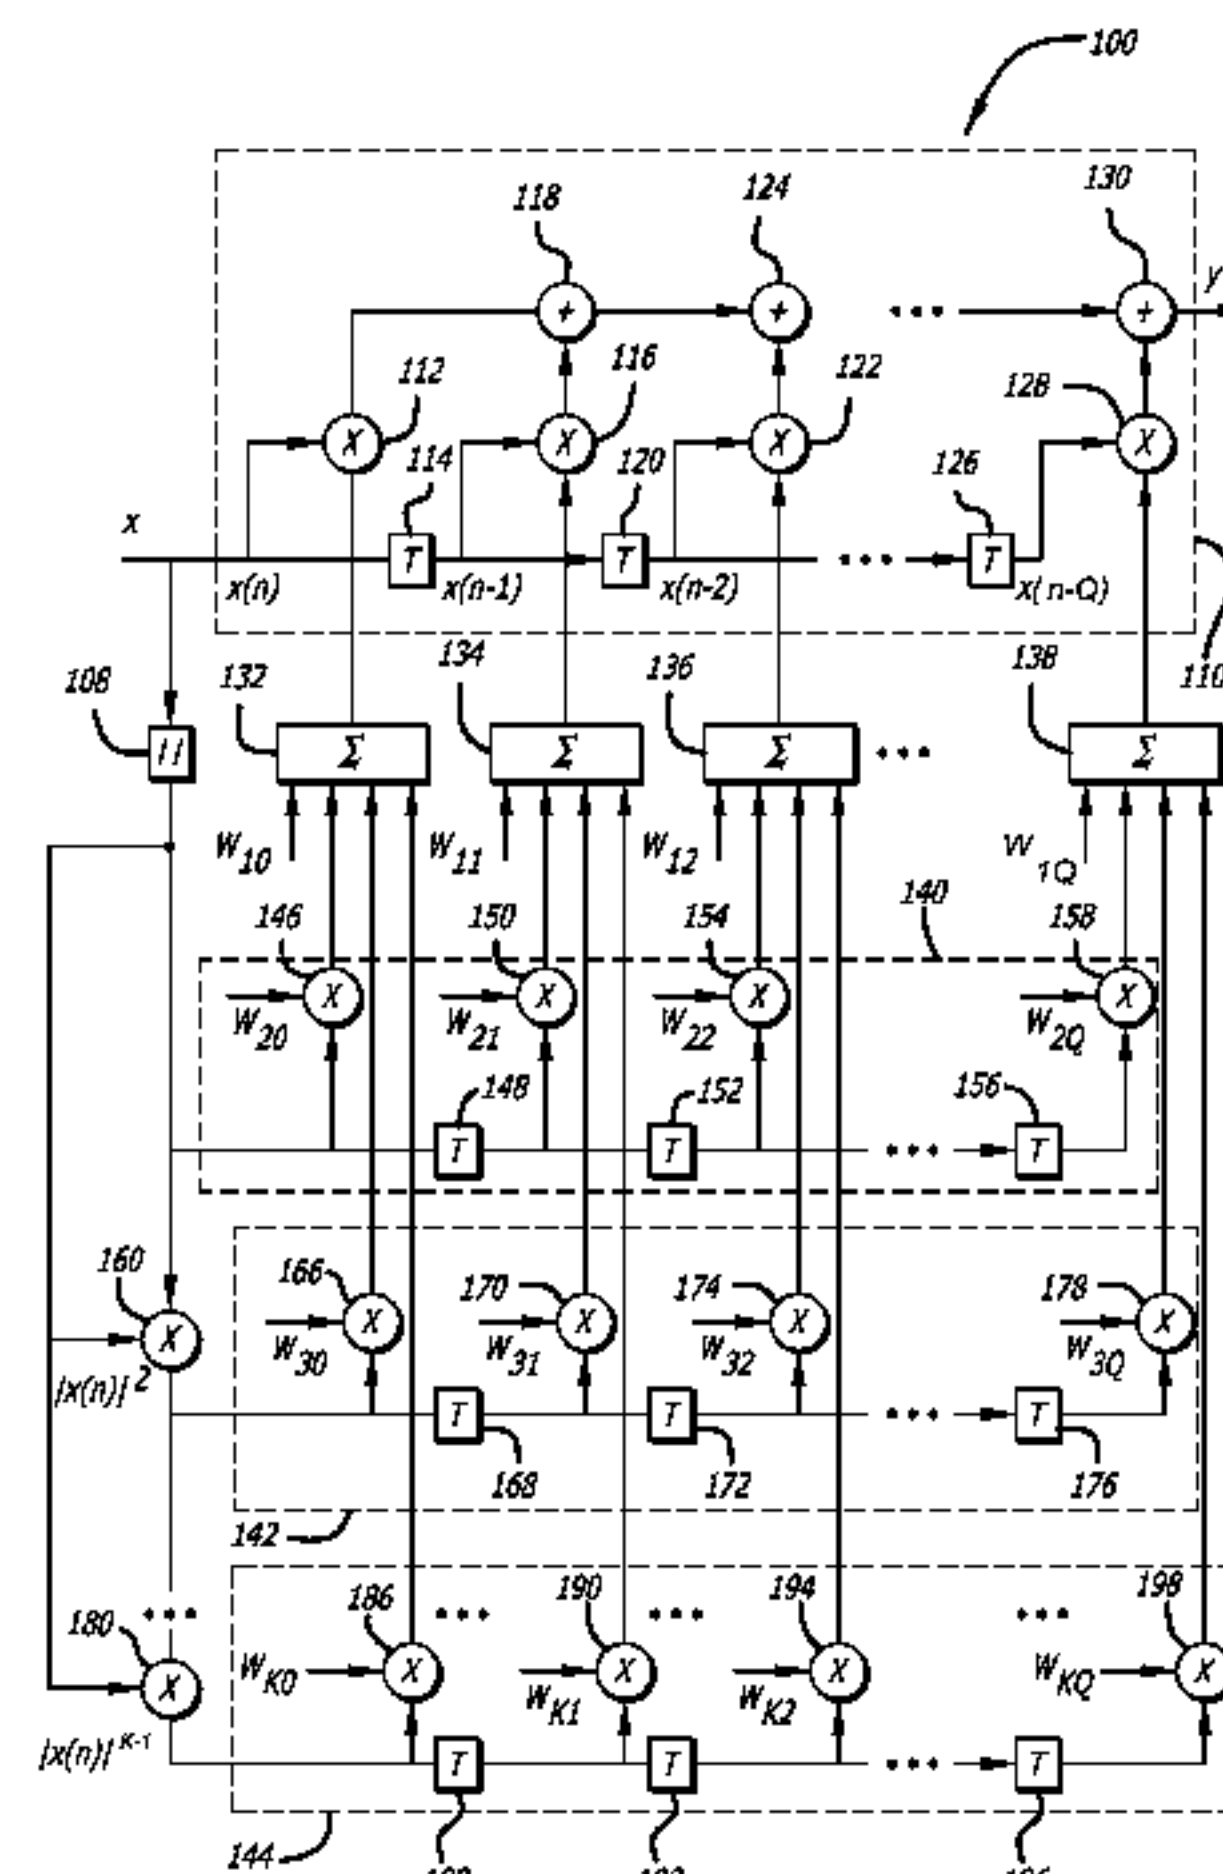 100
118 124 130
+ + ... + y
112 116 122 128
X X X X
114 120 126
x T T ... T
x(n) x(n-1) x(n-2) x(n-Q)
110
108 132 134 136 138
|| Σ Σ Σ ... Σ
W10 W11 W12 W1Q
140
146 150 154 158
X X X X
W20 W21 W22 W2Q
148 152 156
T T ... T
160 166 170 174 178
X X X X X
W30 W31 W32 W3Q
|x(n)|2
T T ... T
168 172 176
142
180 ... 186 ... 190 ... 194 ... 198
X WK0 X WK1 X WK2 X WKQ X
|x(n)|K-1
T T ... T
144